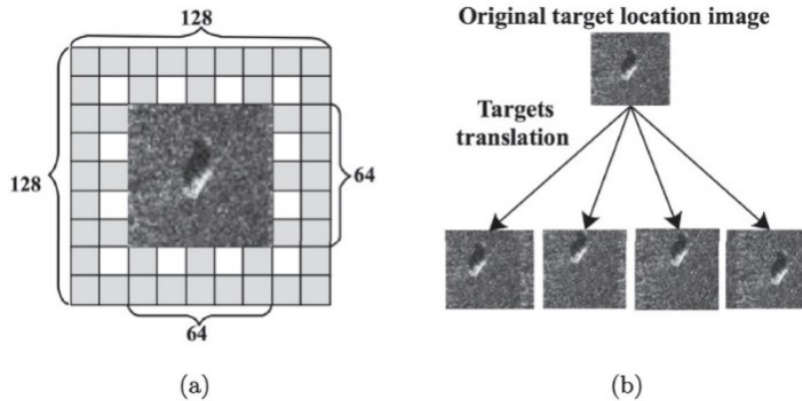 128
128
64
64
(a)
Original target location image
Targets
translation
(b)